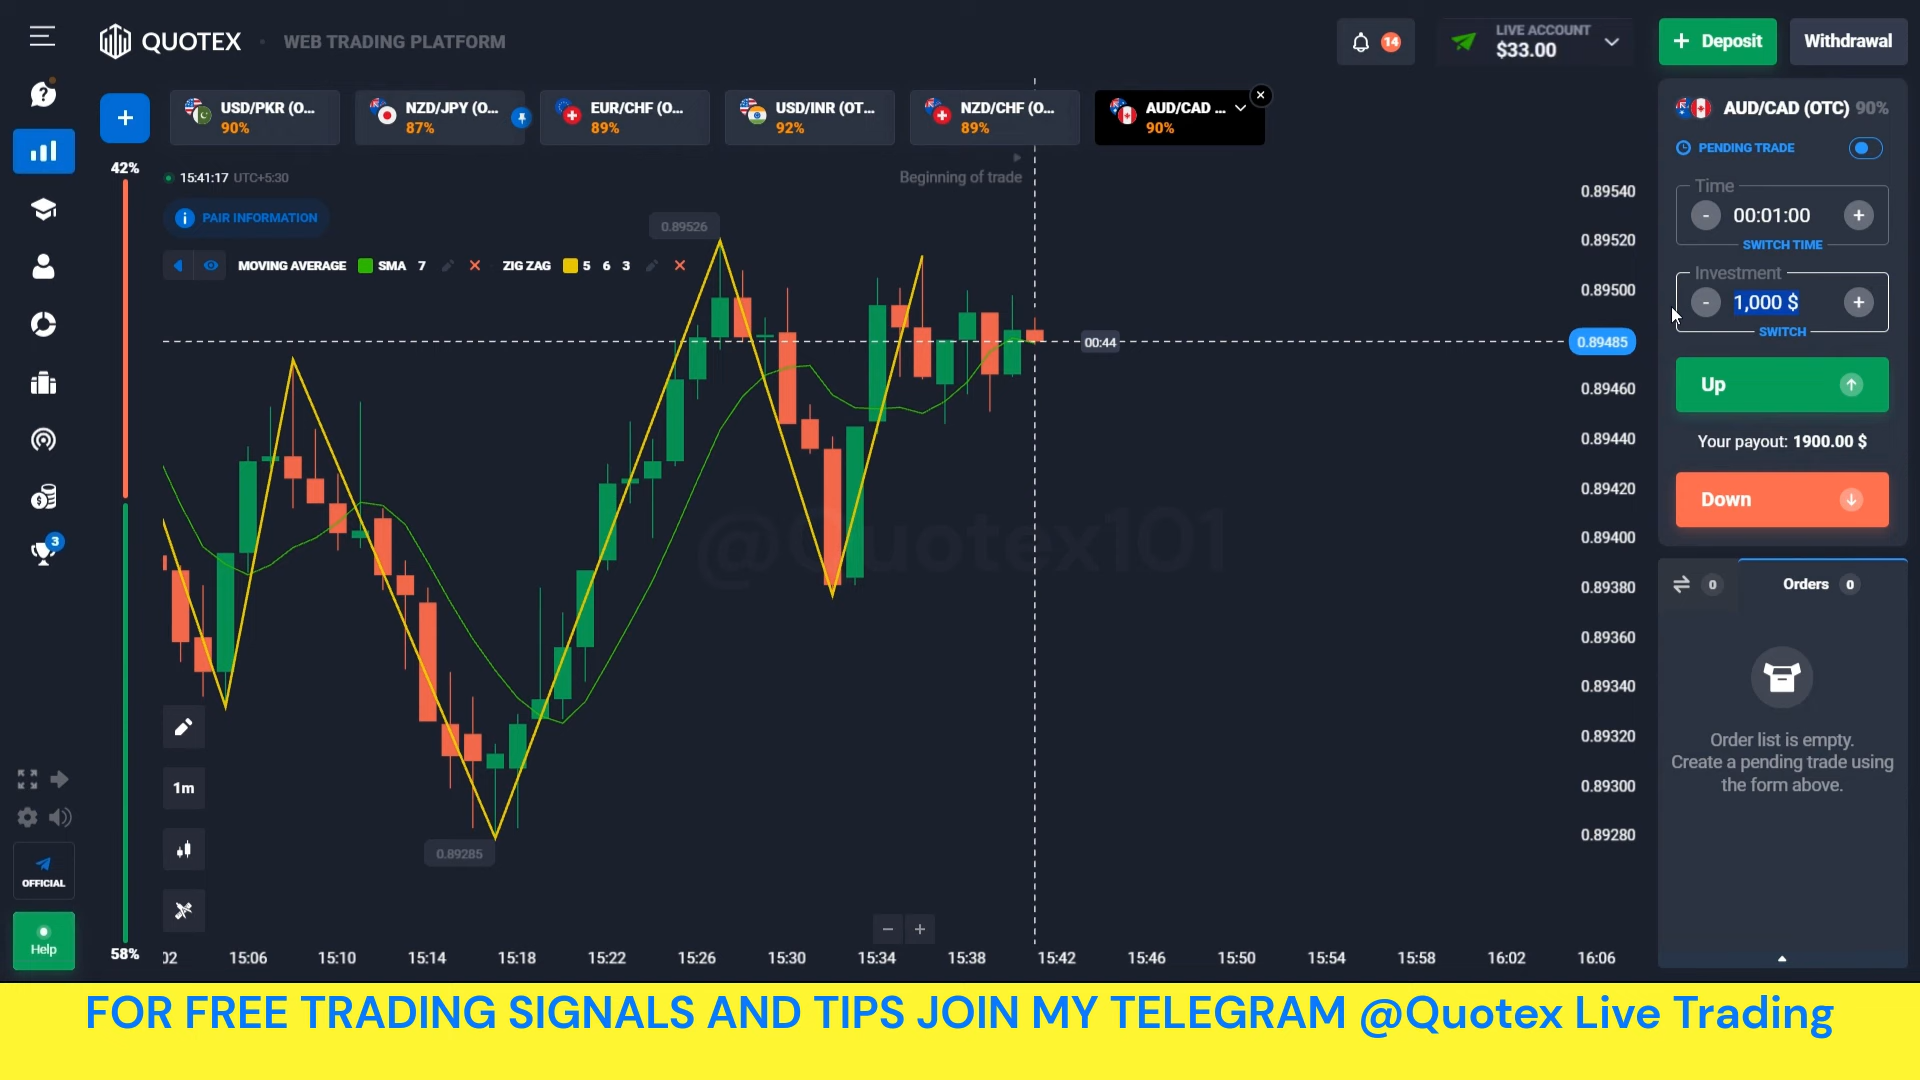 QUOTEX
WEB TRADING PLATFORM
14
LIVE ACCOUNT
$33.00
Deposit
Withdrawal
USD/PKR (O...
90%
NZD/JPY (O...
87%
EUR/CHF (O...
89%
USD/INR (OT...
92%
NZD/CHF (O...
89%
AUD/CAD ...
90%
AUD/CAD (OTC) 90%
PENDING TRADE
Time
- 00:01:00 +
SWITCH TIME
Investment
- 1,000 $ +
SWITCH
Up
Your payout: 1900.00 $
Down
0
Orders 0
Order list is empty.
Create a pending trade using
the form above.
42%
58%
15:41:17 UTC+5:30
Beginning of trade
PAIR INFORMATION
MOVING AVERAGE SMA 7
ZIG ZAG 5 6 3
0.89526
0.89285
00:44
@Quotex101
0.89540
0.89520
0.89500
0.89485
0.89460
0.89440
0.89420
0.89400
0.89380
0.89360
0.89340
0.89320
0.89300
0.89280
1m
3
OFFICIAL
Help
02 15:06 15:10 15:14 15:18 15:22 15:26 15:30 15:34 15:38 15:42 15:46 15:50 15:54 15:58 16:02 16:06
FOR FREE TRADING SIGNALS AND TIPS JOIN MY TELEGRAM @Quotex Live Trading